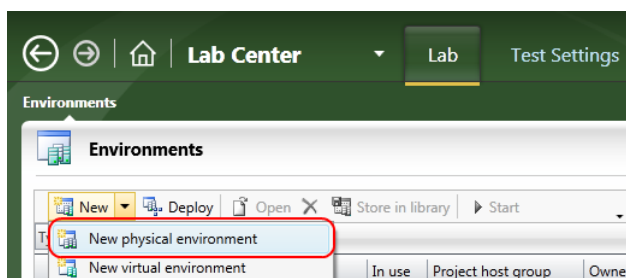 Lab Center Lab Test Settings
Environments
Environments
New Deploy Open Store in library Start
New physical environment
New virtual environment In use Project host group Owne